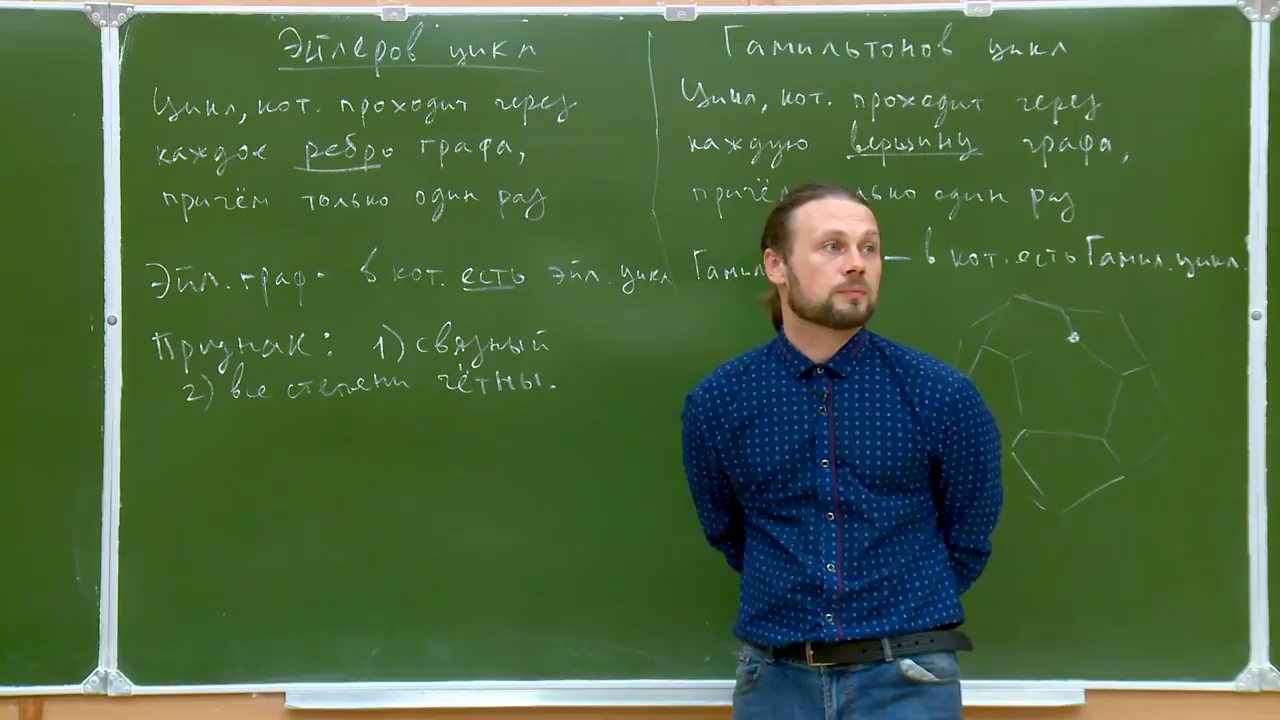 Эйлеров цикл
Цикл, кот. проходит через
каждое ребро графа,
причём только один раз
Эйл. граф - в кот. есть эйл. цикл
Признак: 1) связный
2) все степени чётны.
Гамильтонов цикл
Цикл, кот. проходит через
каждую вершину графа,
один раз
— в кот. есть Гамил. цикл.